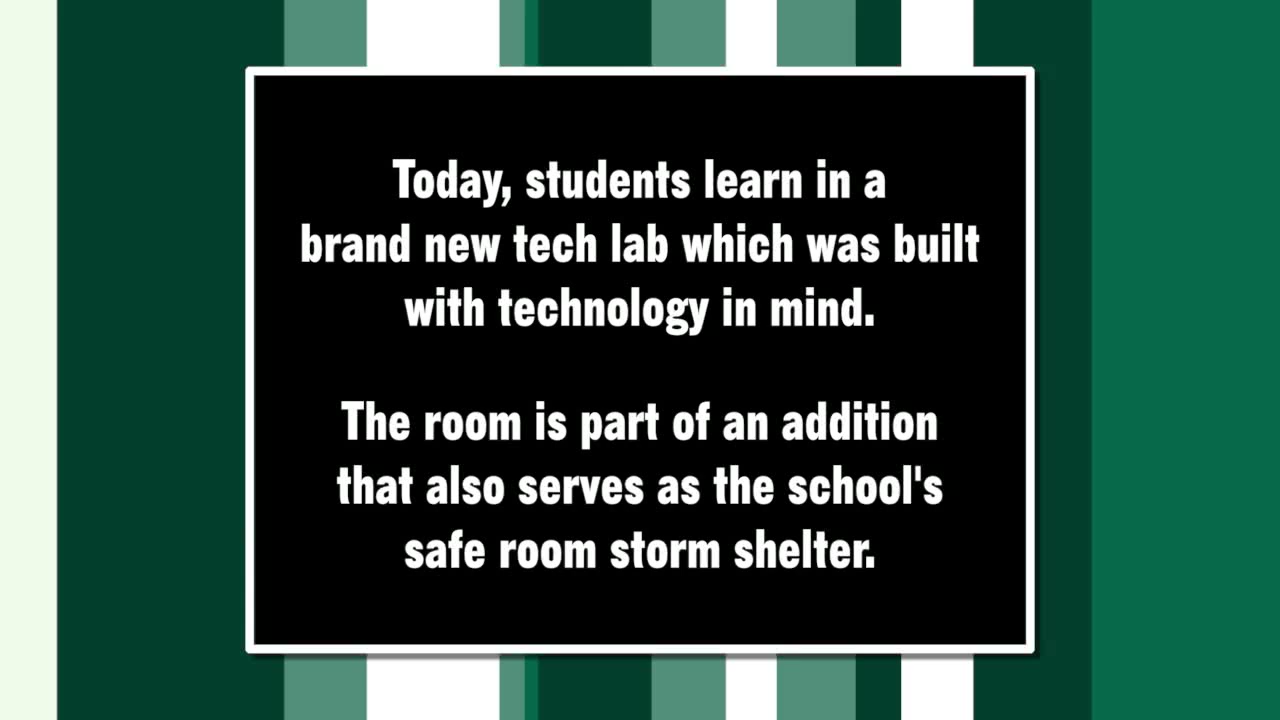 Today, students learn in a
brand new tech lab which was built
with technology in mind.
The room is part of an addition
that also serves as the school's
safe room storm shelter.